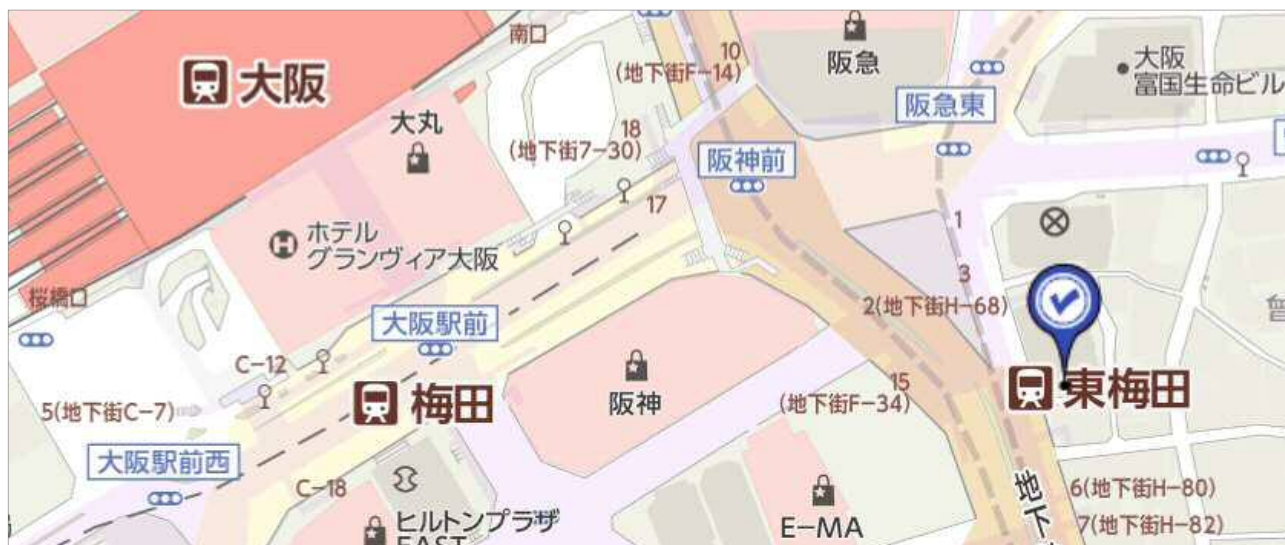 南口
10
(地下街F-14)
阪急
大阪
富国生命ビル
大阪
大丸
18
(地下街7-30)
阪急東
阪神前
17
1
ホテル
グランヴィア大阪
3
2(地下街H-68)
桜橋口
大阪駅前
C-12
梅田
5(地下街C-7)
阪神
15
(地下街F-34)
東梅田
大阪駅前西
C-18
6(地下街H-80)
7(地下街H-82)
ヒルトンプラザ
EAST
E-MA
地下